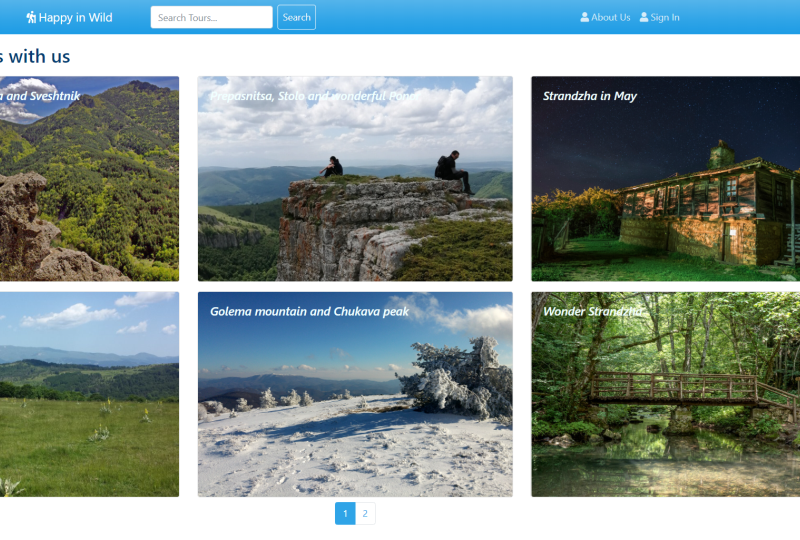 Happy in Wild
Search Tours...
Search
About Us
Sign In
s with us
and Sveshtnik
Prepasnitsa, Stolo and wonderful
Strandzha in May
Golema mountain and Chukava peak
Wonder Strandzha
1 2